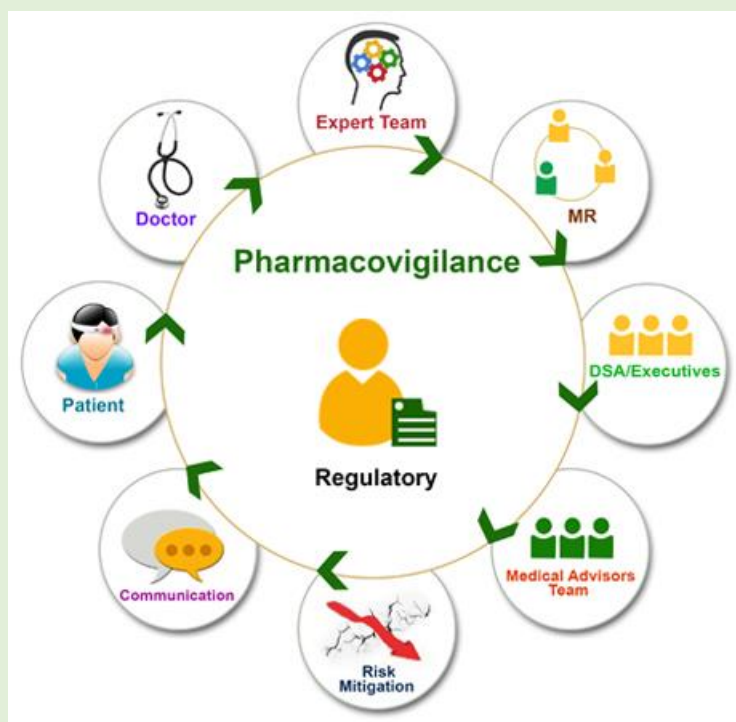 Expert Team
MR
DSA/Executives
Medical Advisors
Team
Risk
Mitigation
Communication
Patient
Doctor
Pharmacovigilance
Regulatory